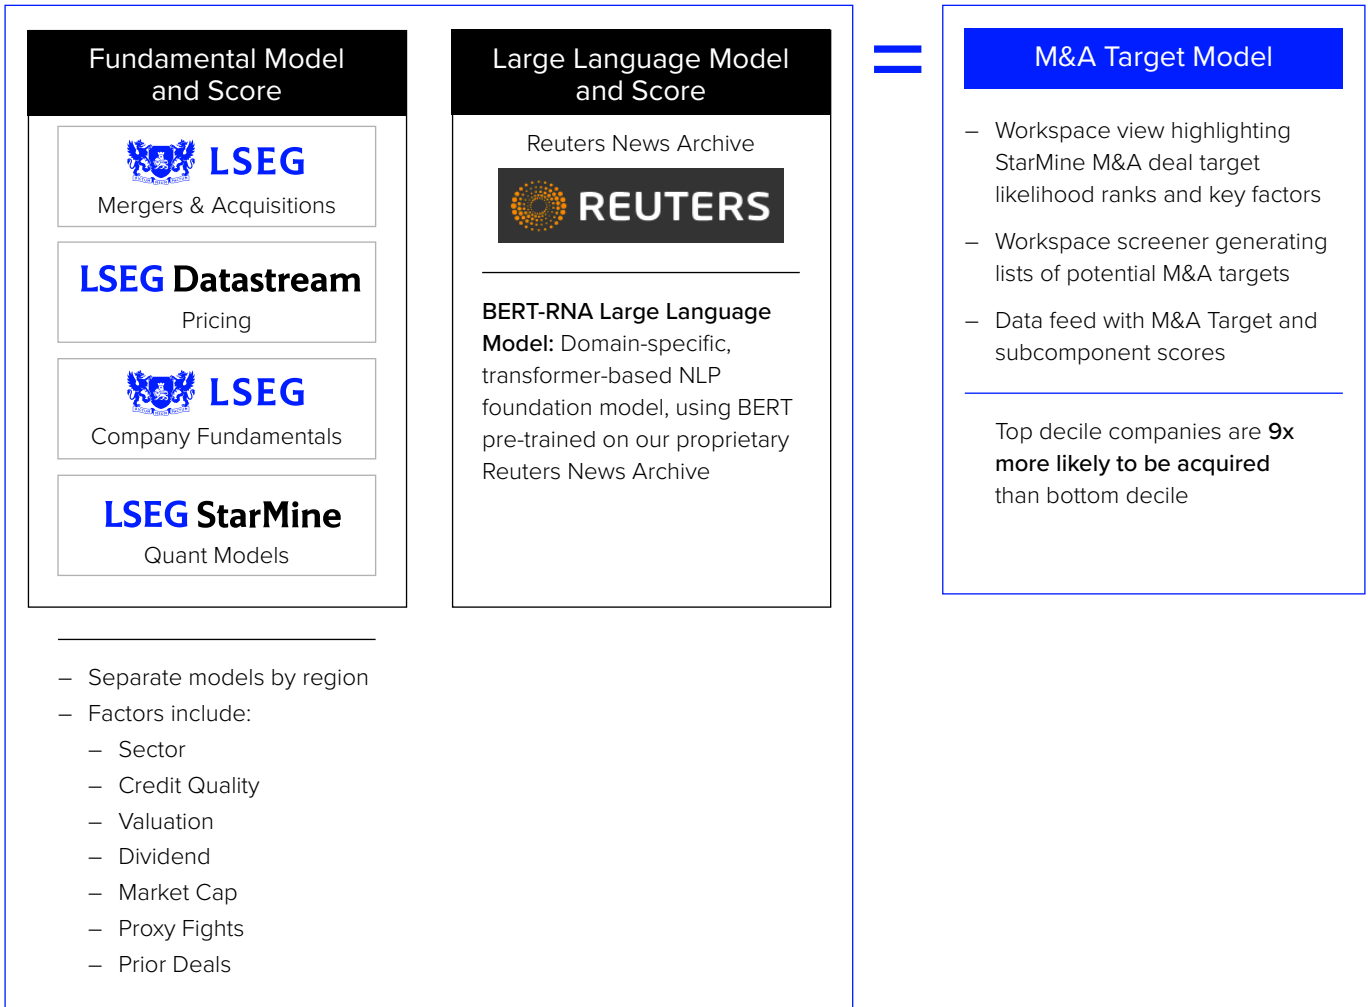 Fundamental Model
and Score
LSEG
Mergers & Acquisitions
LSEG Datastream
Pricing
LSEG
Company Fundamentals
LSEG StarMine
Quant Models
– Separate models by region
– Factors include:
– Sector
– Credit Quality
– Valuation
– Dividend
– Market Cap
– Proxy Fights
– Prior Deals
Large Language Model
and Score
Reuters News Archive
REUTERS
BERT-RNA Large Language
Model: Domain-specific,
transformer-based NLP
foundation model, using BERT
pre-trained on our proprietary
Reuters News Archive
=
M&A Target Model
– Workspace view highlighting
StarMine M&A deal target
likelihood ranks and key factors
– Workspace screener generating
lists of potential M&A targets
– Data feed with M&A Target and
subcomponent scores
Top decile companies are 9x
more likely to be acquired
than bottom decile